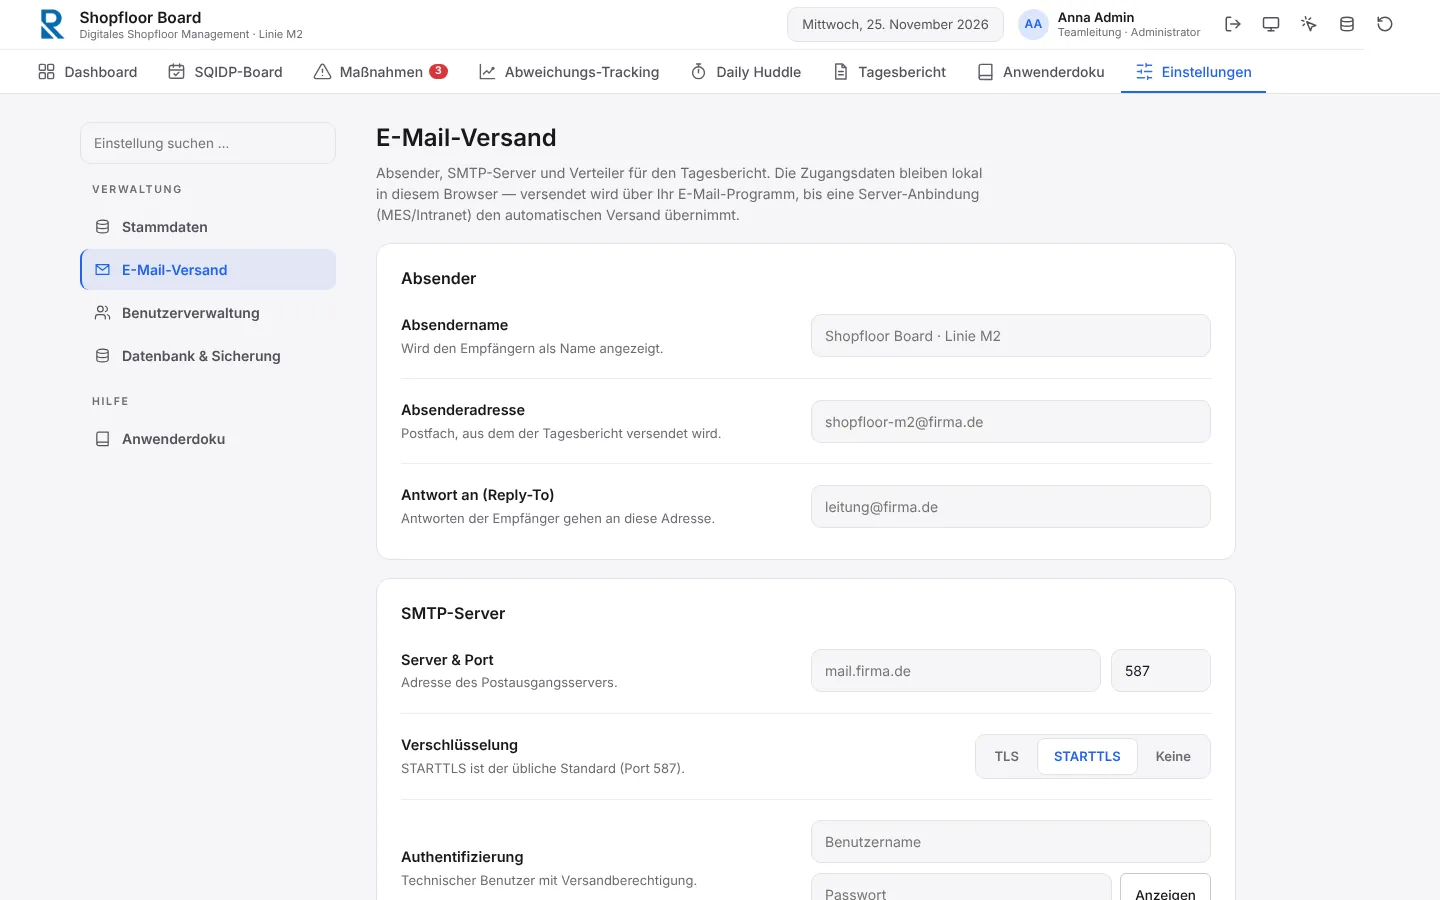 Shopfloor Board
Digitales Shopfloor Management · Linie M2
Mittwoch, 25. November 2026
AA
Anna Admin
Teamleitung · Administrator
Dashboard
SQIDP-Board
Maßnahmen 3
Abweichungs-Tracking
Daily Huddle
Tagesbericht
Anwenderdoku
Einstellungen
Einstellung suchen ...
VERWALTUNG
Stammdaten
E-Mail-Versand
Benutzerverwaltung
Datenbank & Sicherung
HILFE
Anwenderdoku
E-Mail-Versand
Absender, SMTP-Server und Verteiler für den Tagesbericht. Die Zugangsdaten bleiben lokal
in diesem Browser — versendet wird über Ihr E-Mail-Programm, bis eine Server-Anbindung
(MES/Intranet) den automatischen Versand übernimmt.
Absender
Absendername
Wird den Empfängern als Name angezeigt.
Shopfloor Board · Linie M2
Absenderadresse
Postfach, aus dem der Tagesbericht versendet wird.
shopfloor-m2@firma.de
Antwort an (Reply-To)
Antworten der Empfänger gehen an diese Adresse.
leitung@firma.de
SMTP-Server
Server & Port
Adresse des Postausgangsservers.
mail.firma.de
587
Verschlüsselung
STARTTLS ist der übliche Standard (Port 587).
TLS
STARTTLS
Keine
Authentifizierung
Technischer Benutzer mit Versandberechtigung.
Benutzername
Passwort
Anzeigen